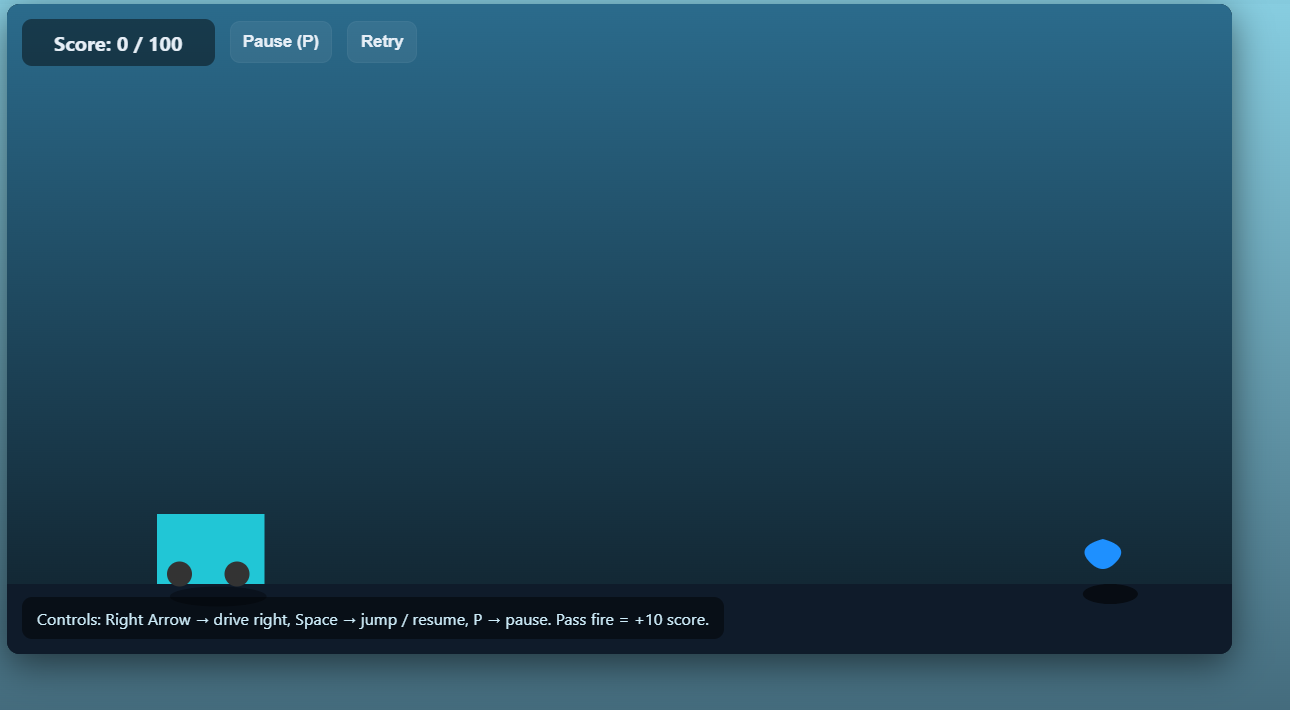 Score: 0 / 100
Pause (P)
Retry
Controls: Right Arrow → drive right, Space → jump / resume, P → pause. Pass fire = +10 score.